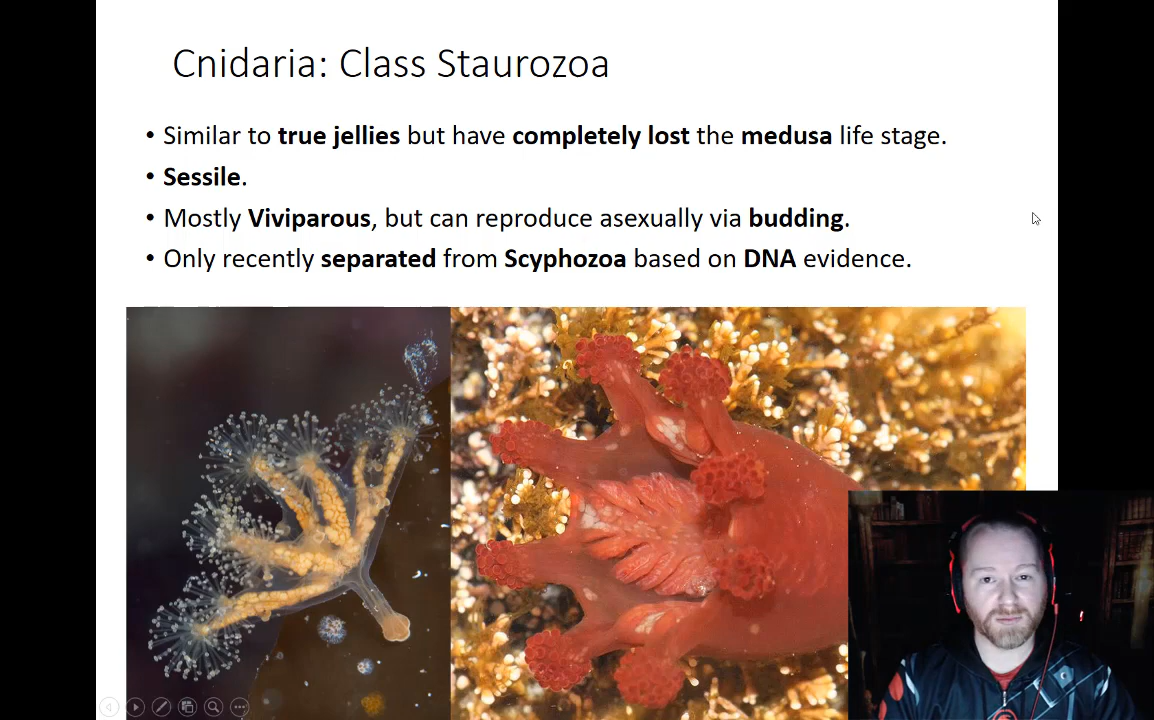 Cnidaria: Class Staurozoa
• Similar to true jellies but have completely lost the medusa life stage.
• Sessile.
• Mostly Viviparous, but can reproduce asexually via budding.
• Only recently separated from Scyphozoa based on DNA evidence.